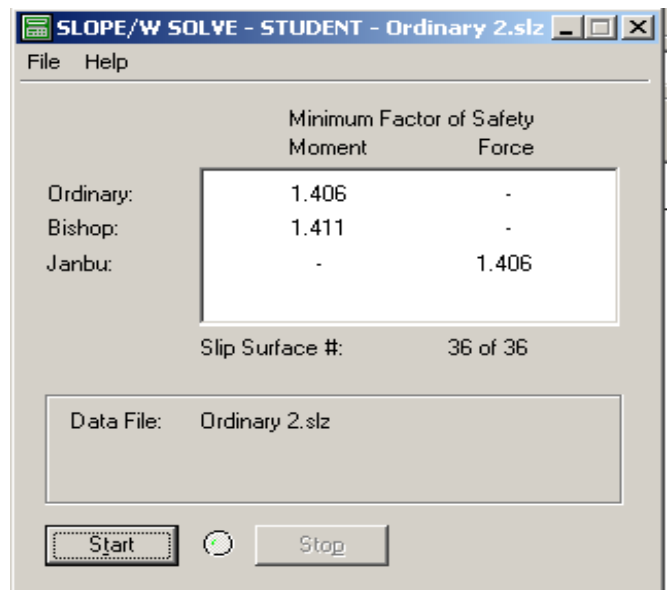 SLOPE/W SOLVE - STUDENT - Ordinary 2.slz
File Help
Minimum Factor of Safety
Moment Force
Ordinary: 1.406 -
Bishop: 1.411 -
Janbu: - 1.406
Slip Surface #: 36 of 36
Data File: Ordinary 2.slz
Start Stop